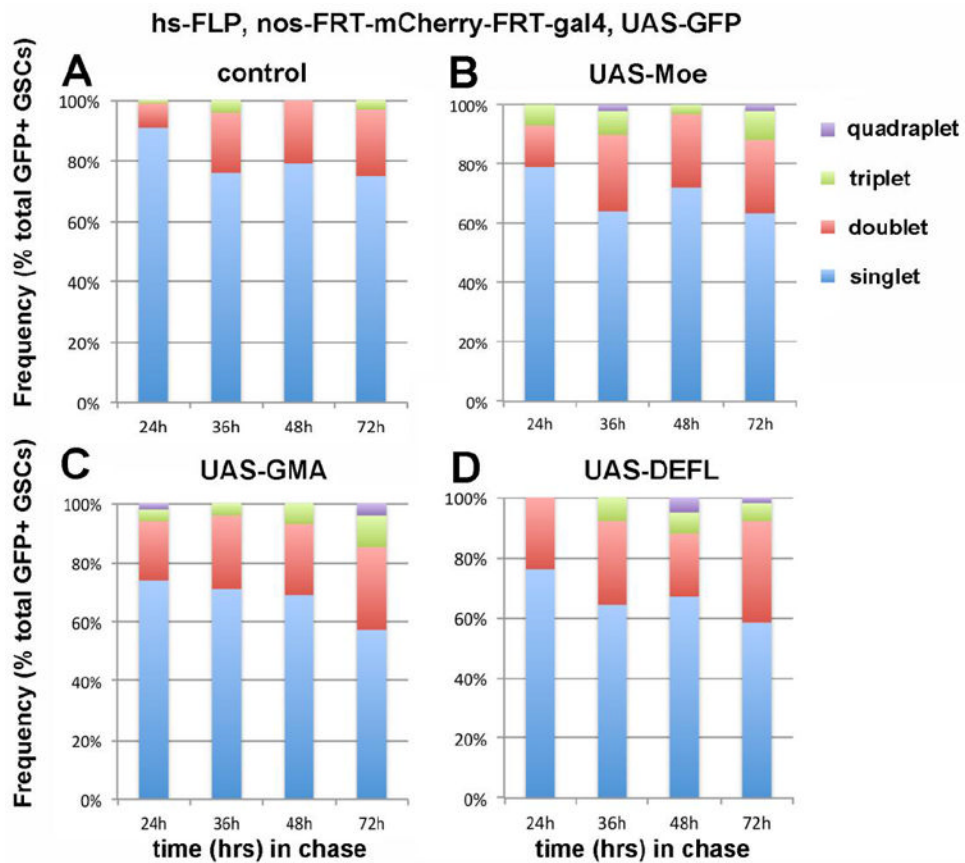 hs-FLP, nos-FRT-mCherry-FRT-gal4, UAS-GFP
A
control
Frequency (% total GFP+ GSCs)
100%
80%
60%
40%
20%
0%
24h 36h 48h 72h
B
UAS-Moe
100%
80%
60%
40%
20%
0%
24h 36h 48h 72h
quadraplet
triplet
doublet
singlet
C
UAS-GMA
Frequency (% total GFP+ GSCs)
100%
80%
60%
40%
20%
0%
24h 36h 48h 72h
time (hrs) in chase
D
UAS-DEFL
100%
80%
60%
40%
20%
0%
24h 36h 48h 72h
time (hrs) in chase